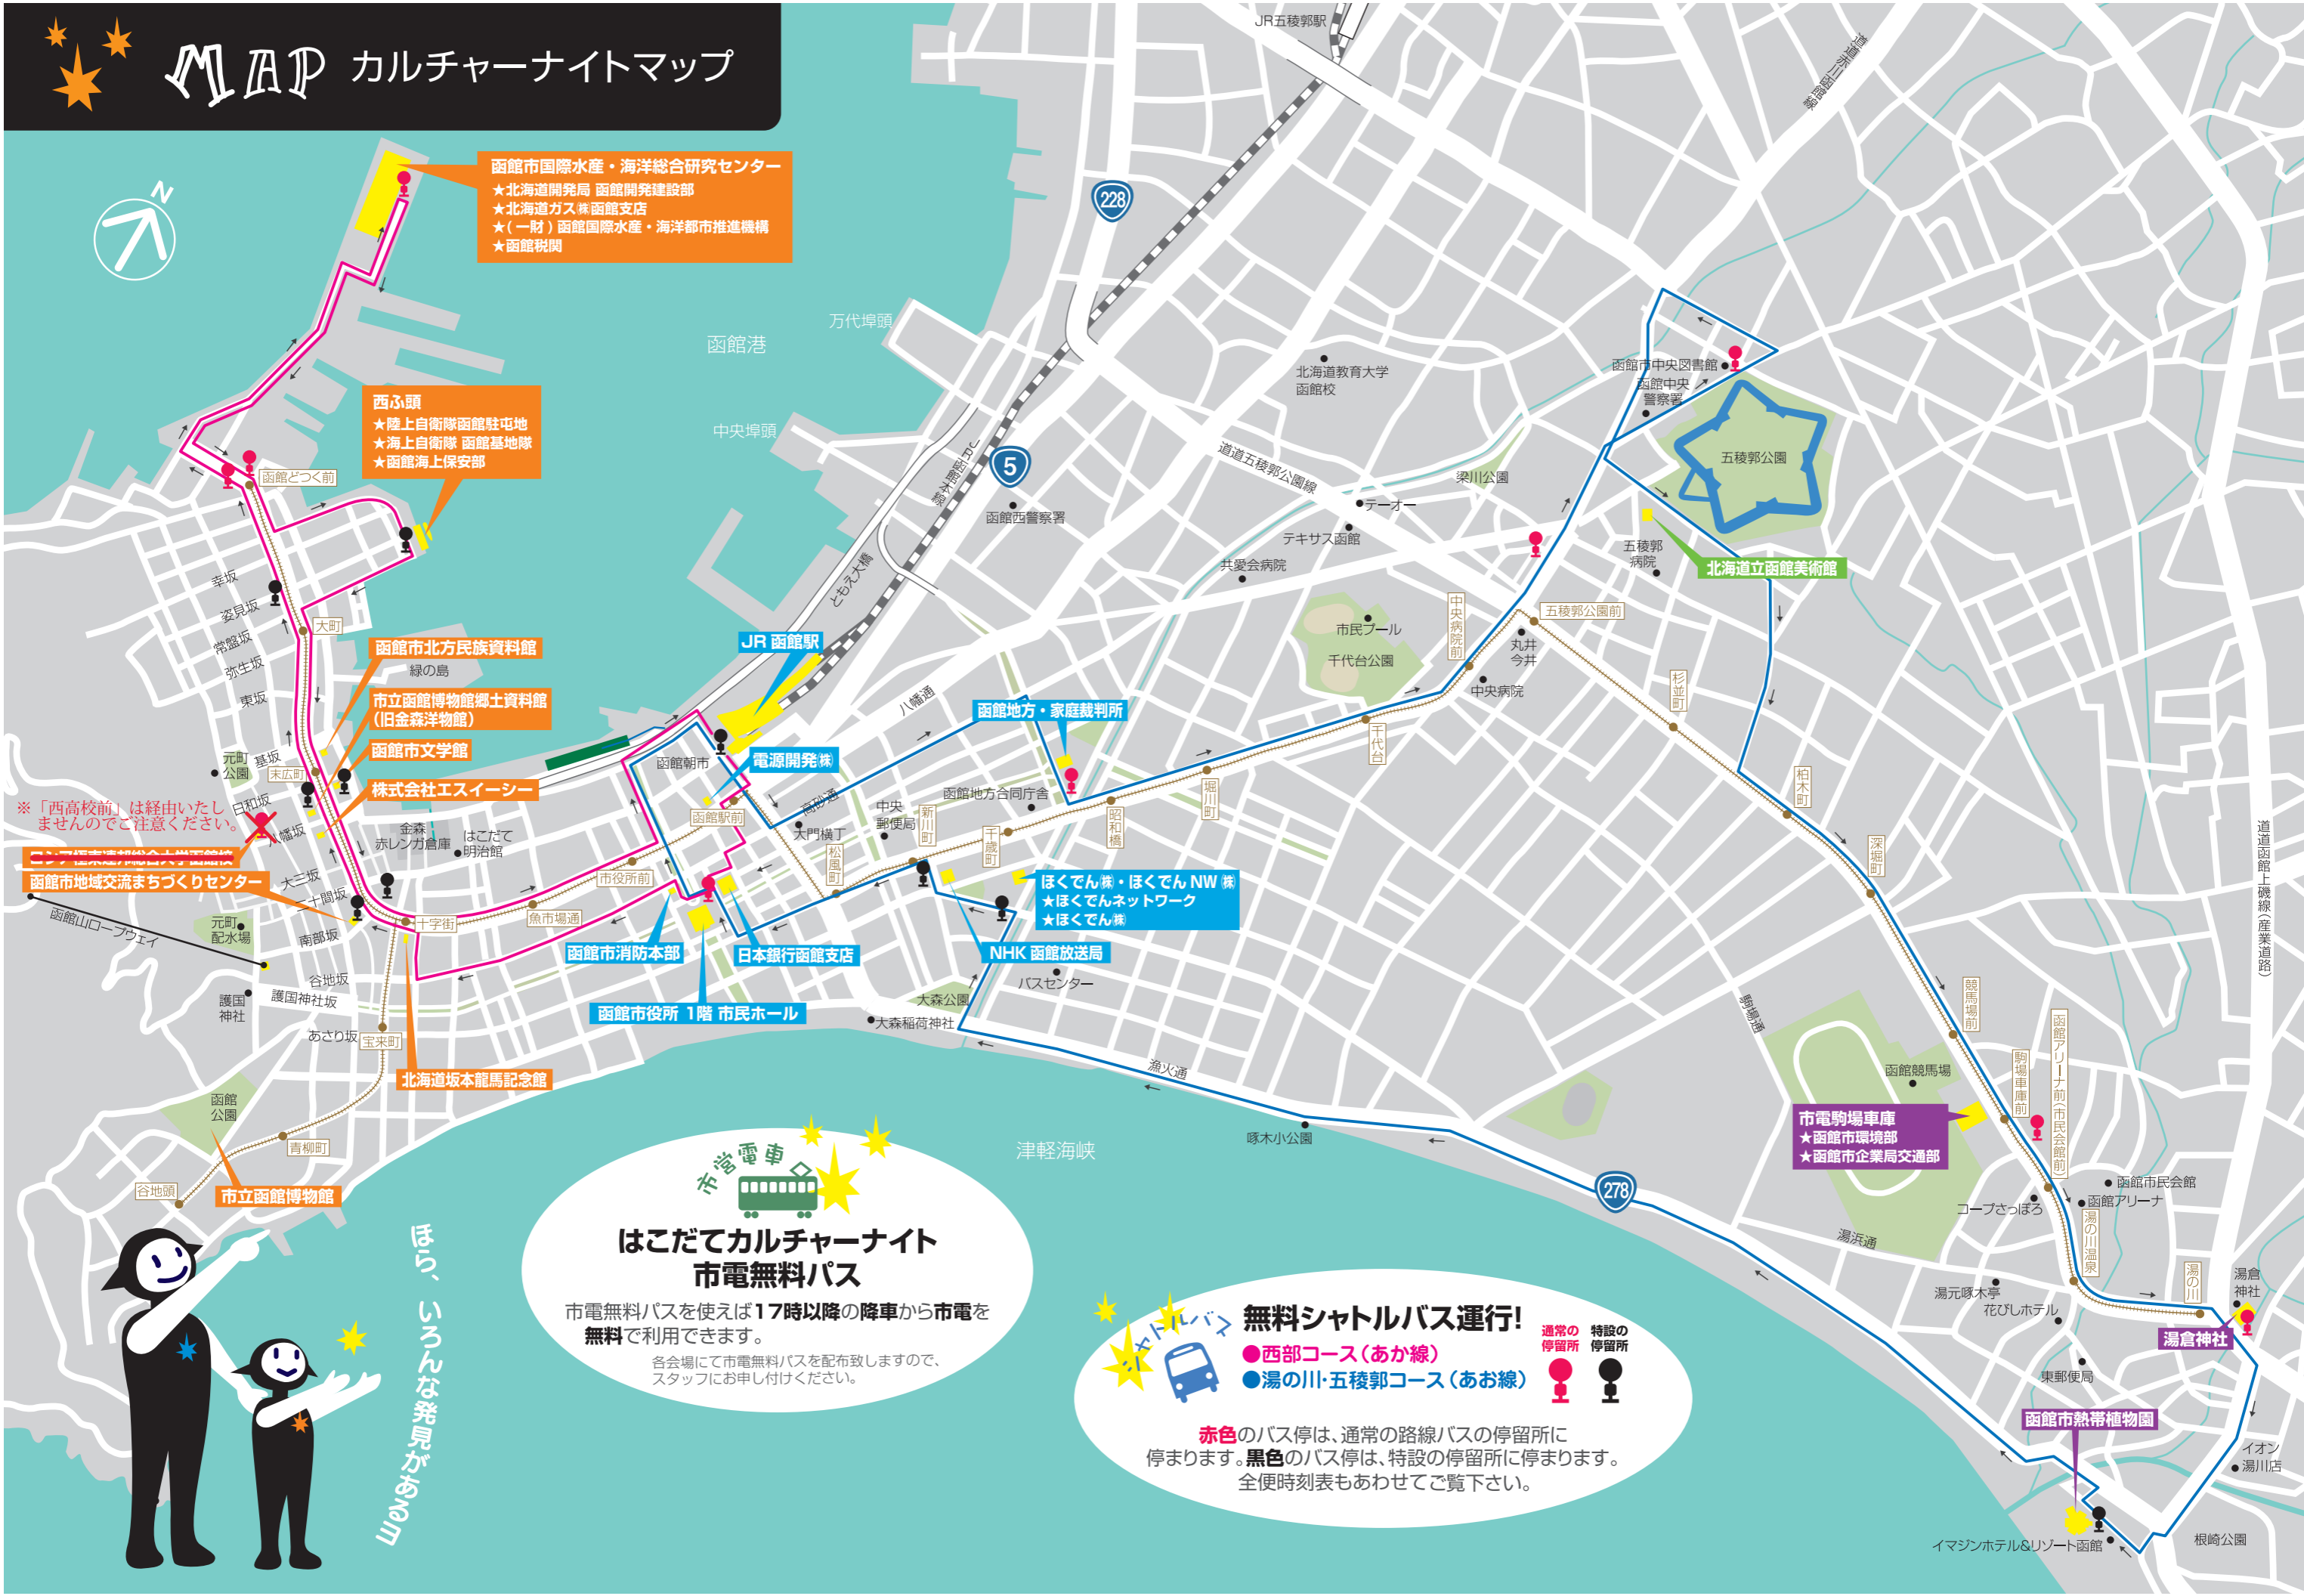 MAP カルチャーナイトマップ
JR五稜郭駅
道道赤川函館線
函館市国際水産・海洋総合研究センター
★北海道開発局 函館開発建設部
★北海道ガス㈱函館支店
★(一財)函館国際水産・海洋都市推進機構
★函館税関
N
228
万代埠頭
函館港
中央埠頭
JR函館本線
5
函館西警察署
ともえ大橋
北海道教育大学
函館校
道道五稜郭公園線
テーオー
テキサス函館
共愛会病院
梁川公園
函館市中央図書館
函館中央
警察署
五稜郭公園
五稜郭
病院
北海道立函館美術館
西ふ頭
★陸上自衛隊函館駐屯地
★海上自衛隊 函館基地隊
★函館海上保安部
函館どつく前
幸坂
姿見坂
常盤坂
弥生坂
東坂
大町
函館市北方民族資料館
緑の島
市立函館博物館郷土資料館
(旧金森洋物館)
函館市文学館
株式会社エスイーシー
元町
公園
基坂
末広町
日和坂
八幡坂
※「西高校前」は経由いたし
ませんのでご注意ください。
ロシア極東連邦総合大学函館校
函館市地域交流まちづくりセンター
金森
赤レンガ倉庫
はこだて
明治館
大三坂
二十間坂
函館山ロープウェイ
元町
配水場
南部坂
十字街
魚市場通
市役所前
谷地坂
護国
神社
護国神社坂
あさり坂
宝来町
北海道坂本龍馬記念館
函館
公園
青柳町
谷地頭
市立函館博物館
JR 函館駅
函館朝市
電源開発㈱
函館駅前
八幡通
高砂通
大門横丁
松風町
中央
郵便局
新川町
千歳町
函館地方・家庭裁判所
函館地方合同庁舎
昭和橋
堀川町
千代台
市民プール
千代台公園
中央病院前
中央病院
丸井
今井
五稜郭公園前
杉並町
柏木町
深堀町
ほくでん㈱・ほくでん NW ㈱
★ほくでんネットワーク
★ほくでん㈱
NHK 函館放送局
バスセンター
函館市消防本部
日本銀行函館支店
函館市役所 1階 市民ホール
大森公園
大森稲荷神社
漁火通
啄木小公園
津軽海峡
278
駒場通
道道函館上磯線(産業道路)
競馬場前
函館競馬場
駒場車庫前
函館アリーナ前(市民会館前)
市電駒場車庫
★函館市環境部
★函館市企業局交通部
函館市民会館
函館アリーナ
コープさっぽろ
湯の川温泉
湯浜通
湯の川
湯倉
神社
湯元啄木亭
花びしホテル
湯倉神社
東郵便局
函館市熱帯植物園
イオン
湯川店
イマジンホテル&リゾート函館
根崎公園
ほら、いろんな発見があるヨ
市営電車
はこだてカルチャーナイト
市電無料パス
市電無料パスを使えば17時以降の降車から市電を
無料で利用できます。
各会場にて市電無料パスを配布致しますので、
スタッフにお申し付けください。
シャトルバス
無料シャトルバス運行!
●西部コース(あか線)
●湯の川・五稜郭コース(あお線)
通常の
停留所
特設の
停留所
赤色のバス停は、通常の路線バスの停留所に
停まります。黒色のバス停は、特設の停留所に停まります。
全便時刻表もあわせてご覧下さい。